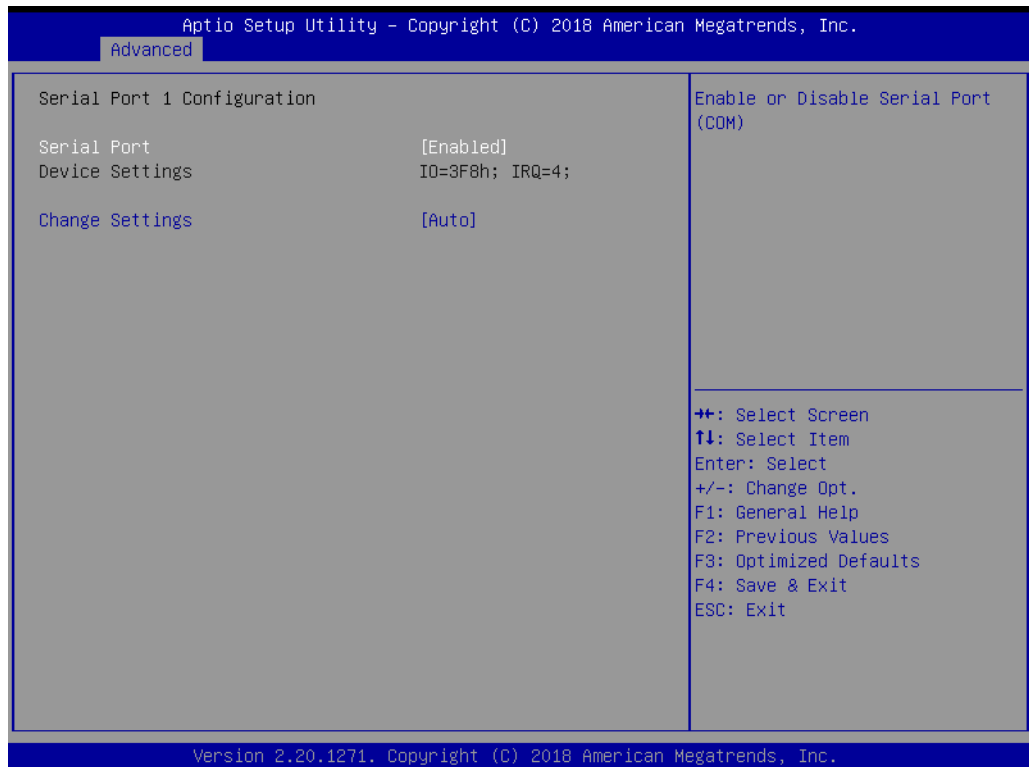 Aptio Setup Utility – Copyright (C) 2018 American Megatrends, Inc.
Advanced
Serial Port 1 Configuration
Serial Port [Enabled]
Device Settings IO=3F8h; IRQ=4;
Change Settings [Auto]
Enable or Disable Serial Port
(COM)
→←: Select Screen
↑↓: Select Item
Enter: Select
+/-: Change Opt.
F1: General Help
F2: Previous Values
F3: Optimized Defaults
F4: Save & Exit
ESC: Exit
Version 2.20.1271. Copyright (C) 2018 American Megatrends, Inc.